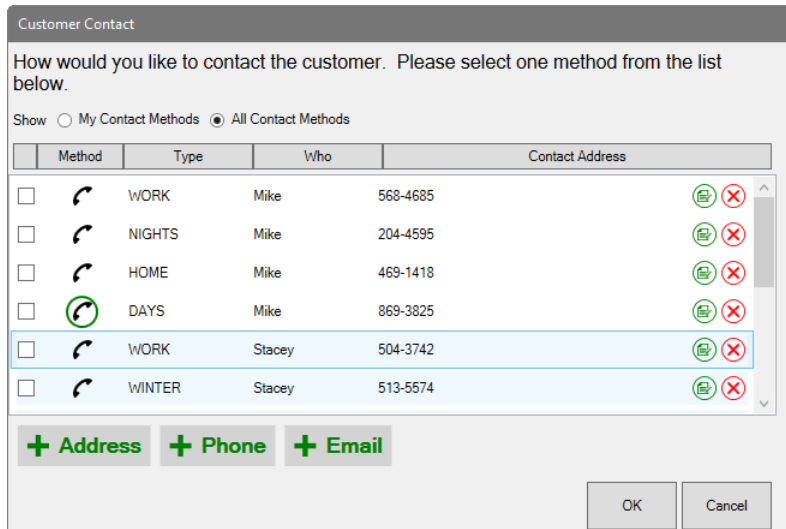 Customer Contact
How would you like to contact the customer.  Please select one method from the list
below.
Show My Contact Methods All Contact Methods
Method Type Who Contact Address
WORK Mike 568-4685
NIGHTS Mike 204-4595
HOME Mike 469-1418
DAYS Mike 869-3825
WORK Stacey 504-3742
WINTER Stacey 513-5574
+ Address + Phone + Email
OK Cancel